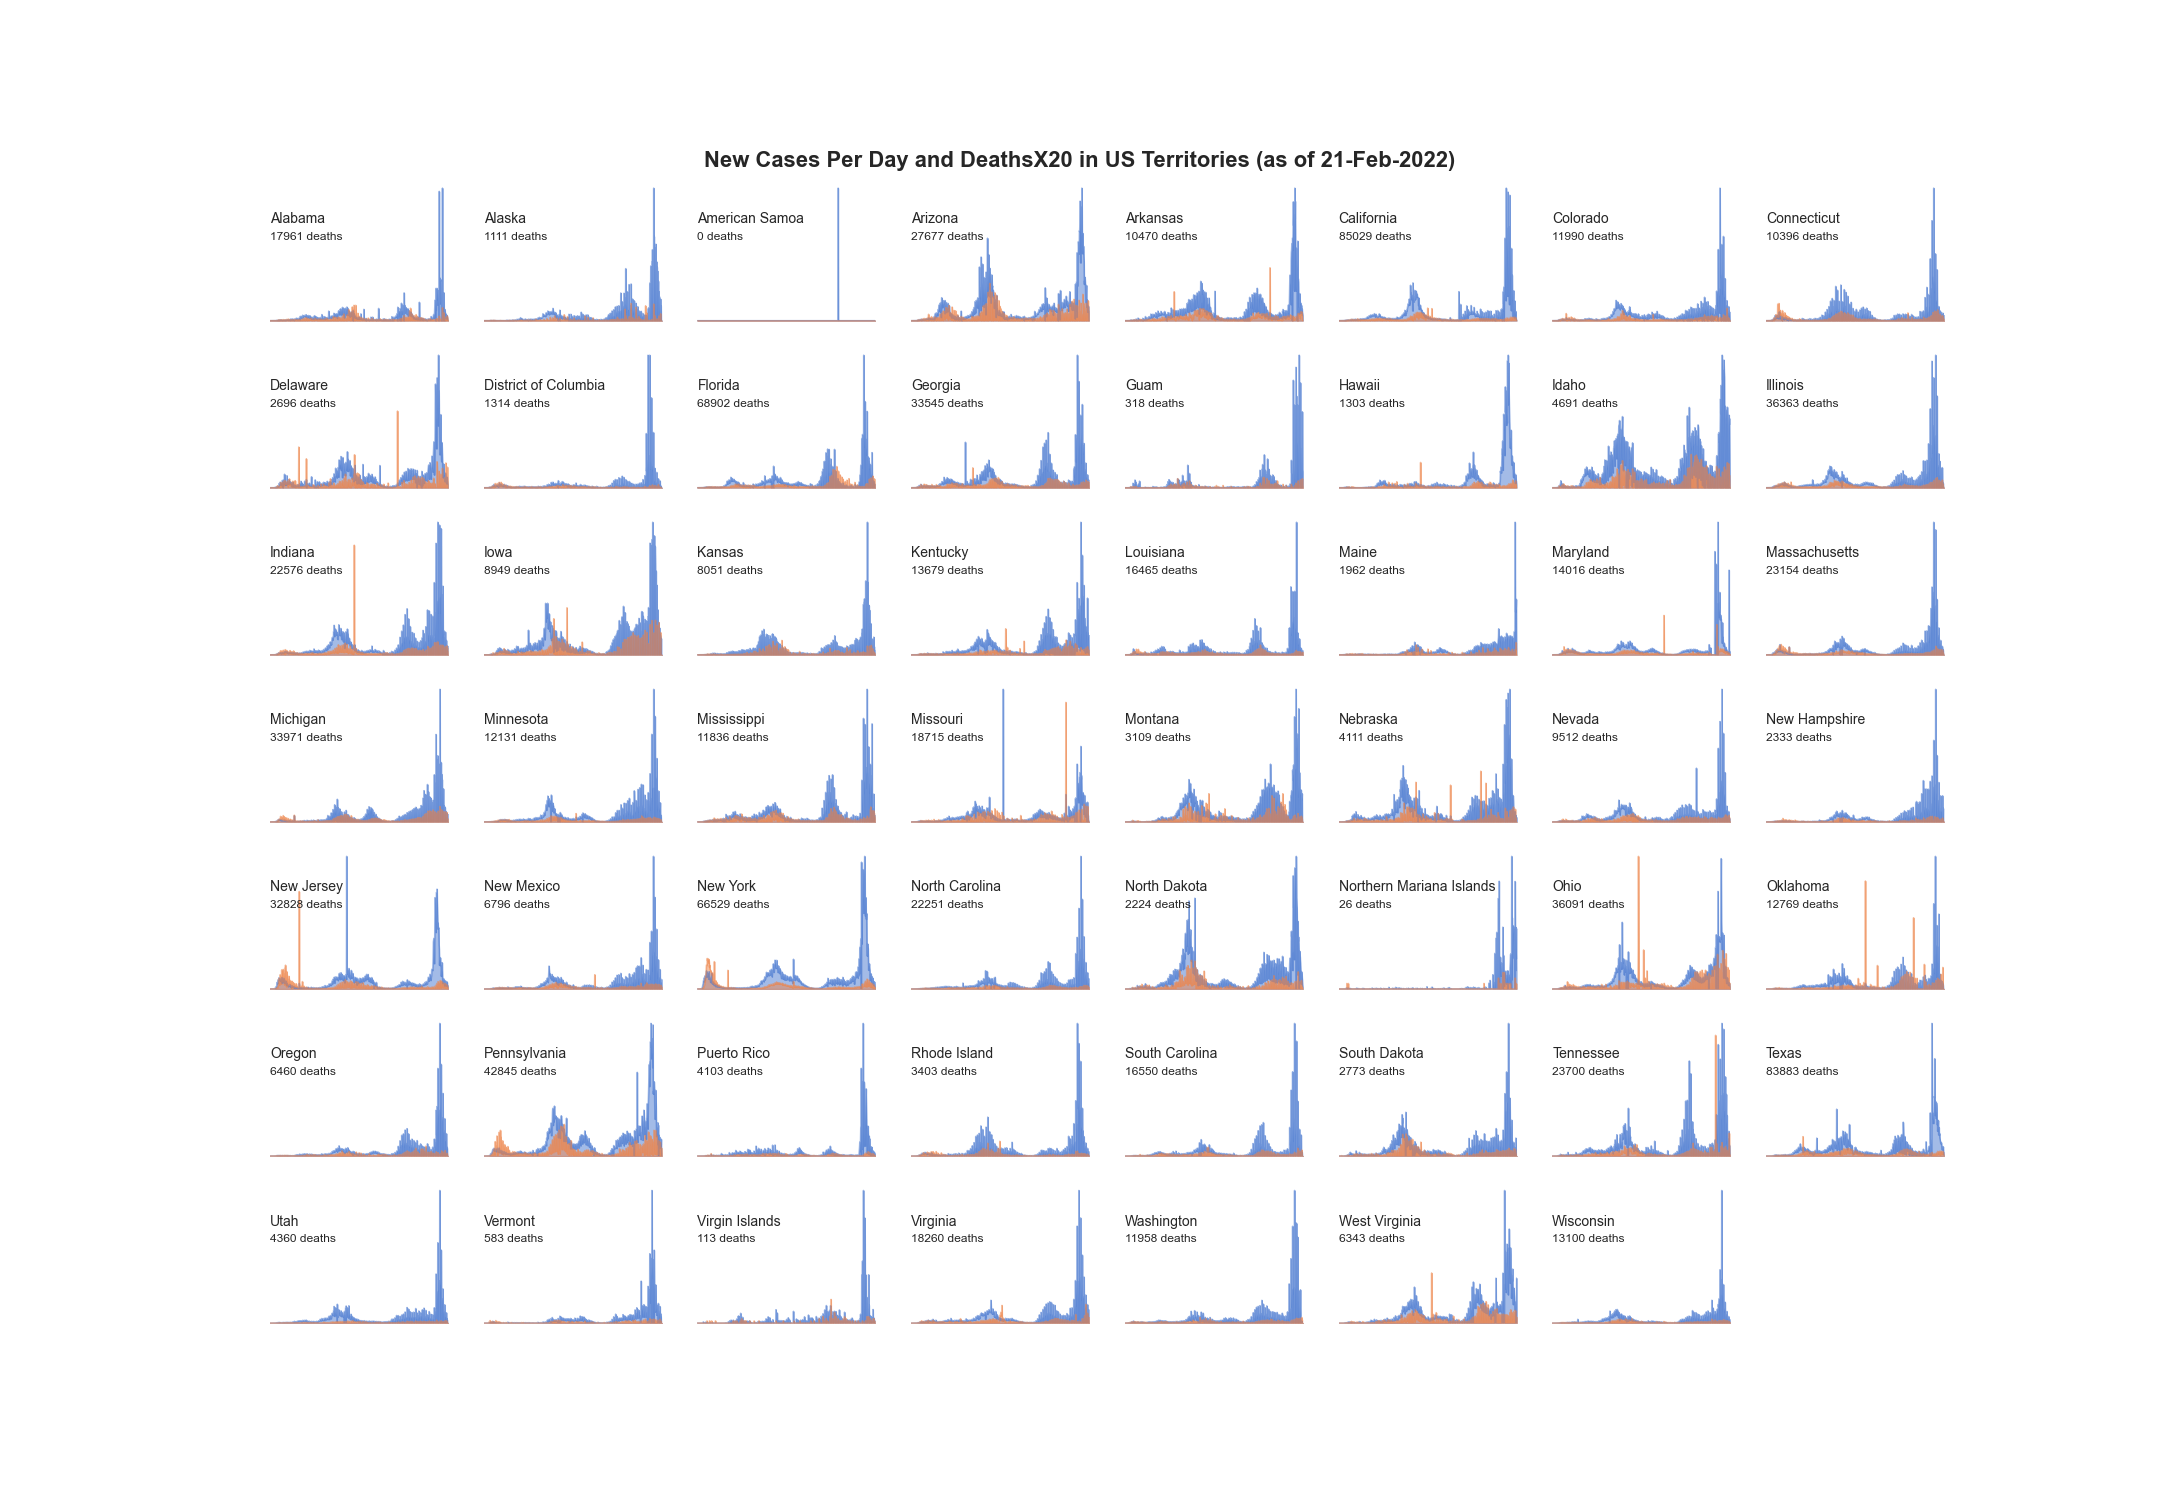 New Cases Per Day and DeathsX20 in US Territories (as of 21-Feb-2022)
Alabama
17961 deaths
Alaska
1111 deaths
American Samoa
0 deaths
Arizona
27677 deaths
Arkansas
10470 deaths
California
85029 deaths
Colorado
11990 deaths
Connecticut
10396 deaths
Delaware
2696 deaths
District of Columbia
1314 deaths
Florida
68902 deaths
Georgia
33545 deaths
Guam
318 deaths
Hawaii
1303 deaths
Idaho
4691 deaths
Illinois
36363 deaths
Indiana
22576 deaths
Iowa
8949 deaths
Kansas
8051 deaths
Kentucky
13679 deaths
Louisiana
16465 deaths
Maine
1962 deaths
Maryland
14016 deaths
Massachusetts
23154 deaths
Michigan
33971 deaths
Minnesota
12131 deaths
Mississippi
11836 deaths
Missouri
18715 deaths
Montana
3109 deaths
Nebraska
4111 deaths
Nevada
9512 deaths
New Hampshire
2333 deaths
New Jersey
32828 deaths
New Mexico
6796 deaths
New York
66529 deaths
North Carolina
22251 deaths
North Dakota
2224 deaths
Northern Mariana Islands
26 deaths
Ohio
36091 deaths
Oklahoma
12769 deaths
Oregon
6460 deaths
Pennsylvania
42845 deaths
Puerto Rico
4103 deaths
Rhode Island
3403 deaths
South Carolina
16550 deaths
South Dakota
2773 deaths
Tennessee
23700 deaths
Texas
83883 deaths
Utah
4360 deaths
Vermont
583 deaths
Virgin Islands
113 deaths
Virginia
18260 deaths
Washington
11958 deaths
West Virginia
6343 deaths
Wisconsin
13100 deaths